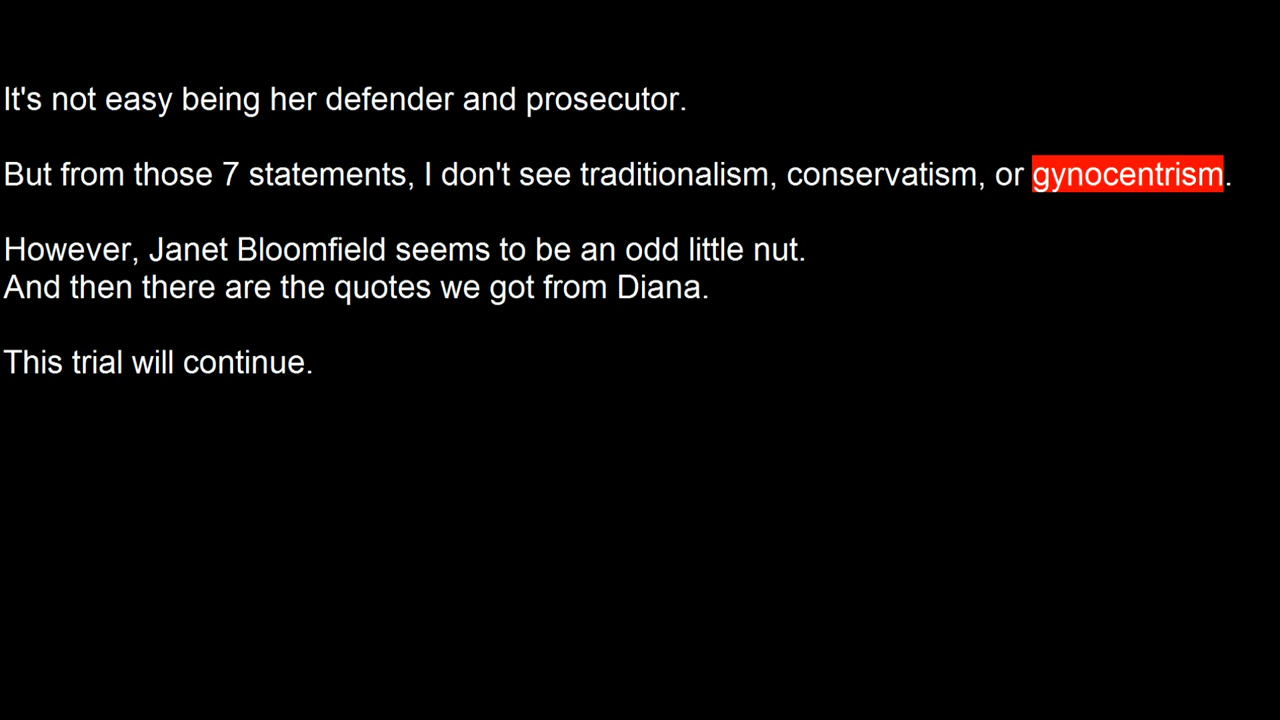 It's not easy being her defender and prosecutor.
But from those 7 statements, I don't see traditionalism, conservatism, or gynocentrism.
However, Janet Bloomfield seems to be an odd little nut.
And then there are the quotes we got from Diana.
This trial will continue.